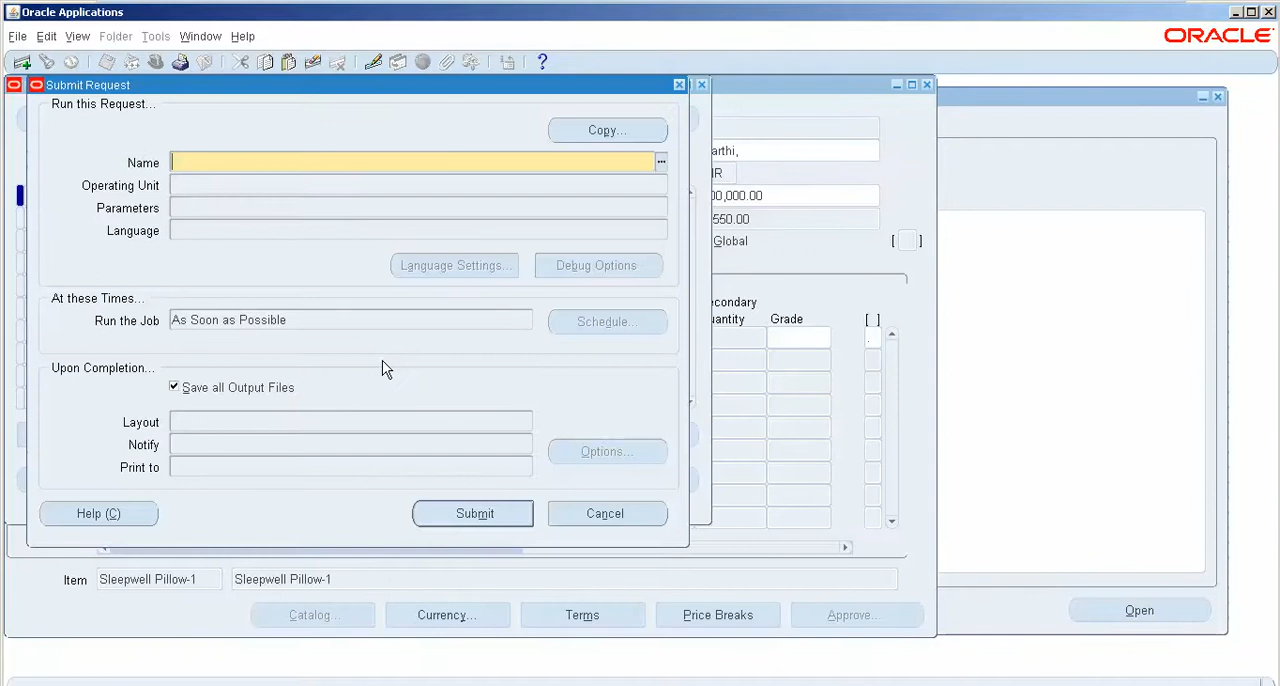 Oracle Applications
File Edit View Folder Tools Window Help
ORACLE
Submit Request
Run this Request...
Copy...
Name
Operating Unit
Parameters
Language
Language Settings... Debug Options
At these Times...
Run the Job As Soon as Possible Schedule...
Upon Completion...
Save all Output Files
Layout
Notify
Print to
Options...
Help (C) Submit Cancel
arthi,
IR
00,000.00
550.00
Global [ ]
econdary
uantity Grade [ ]
.
Item Sleepwell Pillow-1 Sleepwell Pillow-1
Catalog... Currency... Terms Price Breaks Approve...
Open